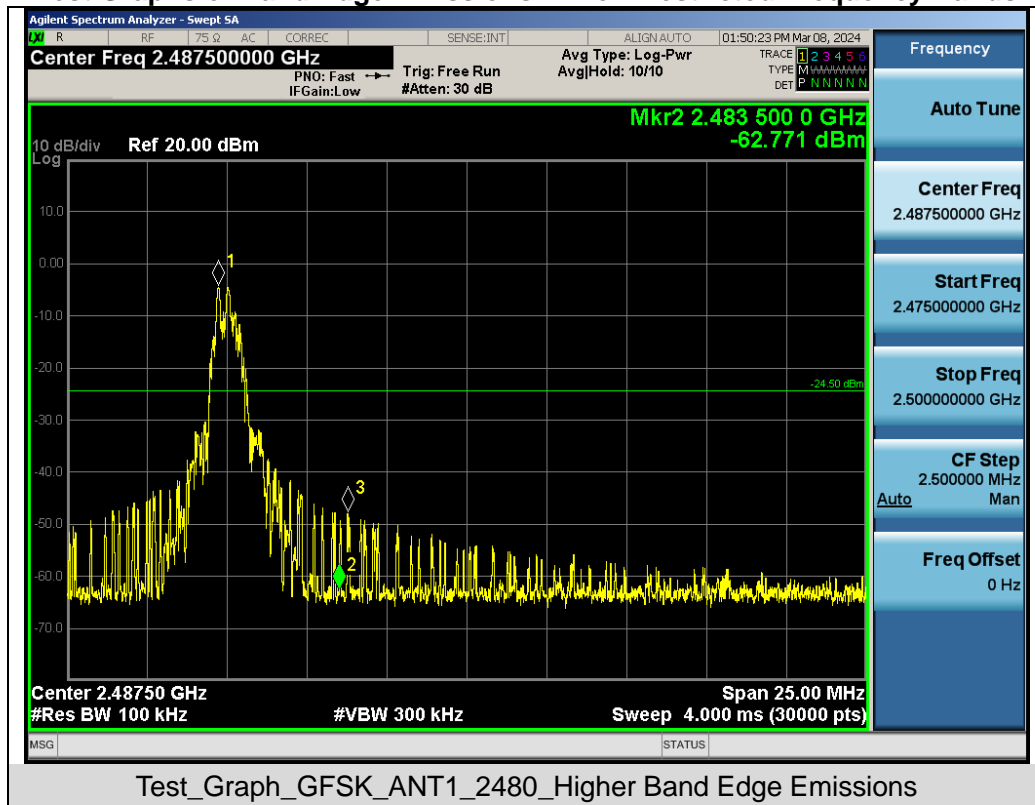 Agilent Spectrum Analyzer - Swept SA
LXI R RF 75 Ω AC CORREC SENSE:INT ALIGN AUTO 01:50:23 PM Mar 08, 2024
Center Freq 2.487500000 GHz
PNO: Fast
IFGain:Low
Trig: Free Run
#Atten: 30 dB
Avg Type: Log-Pwr
Avg|Hold: 10/10
TRACE 1 2 3 4 5 6
TYPE M
DET P N N N N N
Mkr2 2.483 500 0 GHz
-62.771 dBm
10 dB/div Ref 20.00 dBm
Log
10.0
0.00
-10.0
-20.0
-30.0
-40.0
-50.0
-60.0
-70.0
1
-24.50 dBm
3
2
Center 2.48750 GHz Span 25.00 MHz
#Res BW 100 kHz #VBW 300 kHz Sweep 4.000 ms (30000 pts)
MSG STATUS
Frequency
Auto Tune
Center Freq
2.487500000 GHz
Start Freq
2.475000000 GHz
Stop Freq
2.500000000 GHz
CF Step
2.500000 MHz
Auto Man
Freq Offset
0 Hz
Test_Graph_GFSK_ANT1_2480_Higher Band Edge Emissions